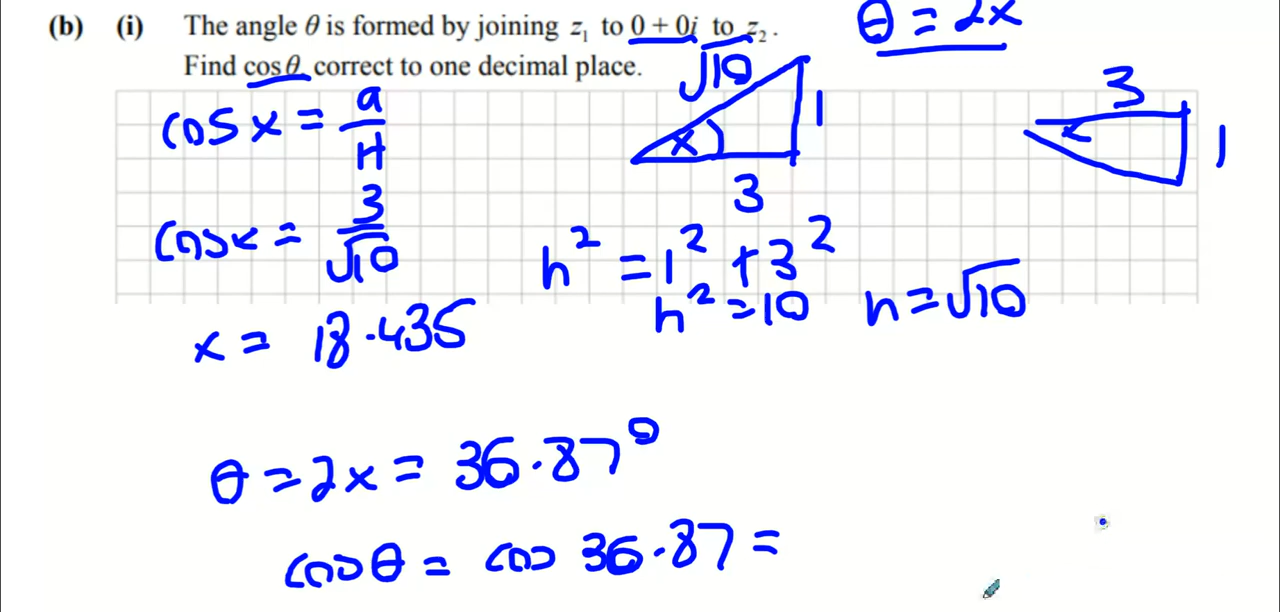 (b) (i) The angle θ is formed by joining z₁ to 0 + 0i to z₂.
θ = 2x
Find cos θ, correct to one decimal place.
√10
1
x
3
3
1
cos x = a/H
cos x = 3/√10
h² = 1² + 3²
h² = 10 h = √10
x = 18.435
θ = 2x = 36.87°
cos θ = cos 36.87 =